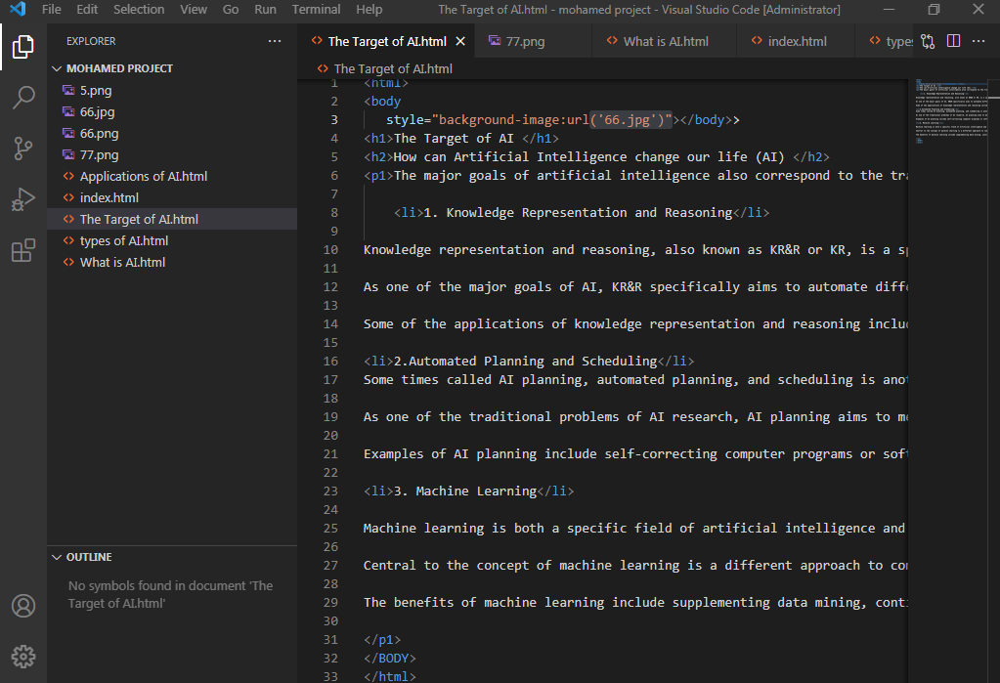 File Edit Selection View Go Run Terminal Help The Target of AI.html - mohamed project - Visual Studio Code [Administrator]
EXPLORER
MOHAMED PROJECT
5.png
66.jpg
66.png
77.png
Applications of AI.html
index.html
The Target of AI.html
types of AI.html
What is AI.html
OUTLINE
No symbols found in document 'The
Target of AI.html'
The Target of AI.html 77.png What is AI.html index.html types
The Target of AI.html
1 <html>
2 <body
3 style="background-image:url('66.jpg')"></body>>
4 <h1>The Target of AI </h1>
5 <h2>How can Artificial Intelligence change our life (AI) </h2>
6 <p1>The major goals of artificial intelligence also correspond to the tra
7
8 <li>1. Knowledge Representation and Reasoning</li>
9
10 Knowledge representation and reasoning, also known as KR&R or KR, is a sp
11
12 As one of the major goals of AI, KR&R specifically aims to automate diffe
13
14 Some of the applications of knowledge representation and reasoning includ
15
16 <li>2.Automated Planning and Scheduling</li>
17 Some times called AI planning, automated planning, and scheduling is anot
18
19 As one of the traditional problems of AI research, AI planning aims to mo
20
21 Examples of AI planning include self-correcting computer programs or soft
22
23 <li>3. Machine Learning</li>
24
25 Machine learning is both a specific field of artificial intelligence and
26
27 Central to the concept of machine learning is a different approach to com
28
29 The benefits of machine learning include supplementing data mining, conti
30
31 </p1>
32 </BODY>
33 </html>